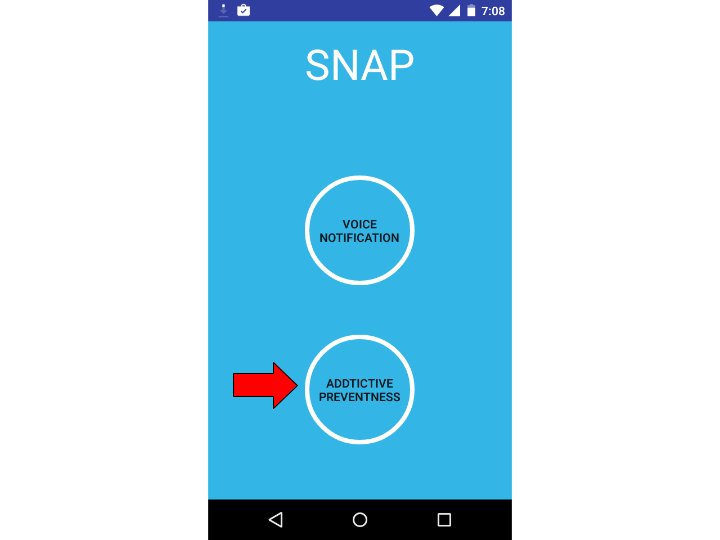 7:08
SNAP
VOICE
NOTIFICATION
ADDTICTIVE
PREVENTNESS